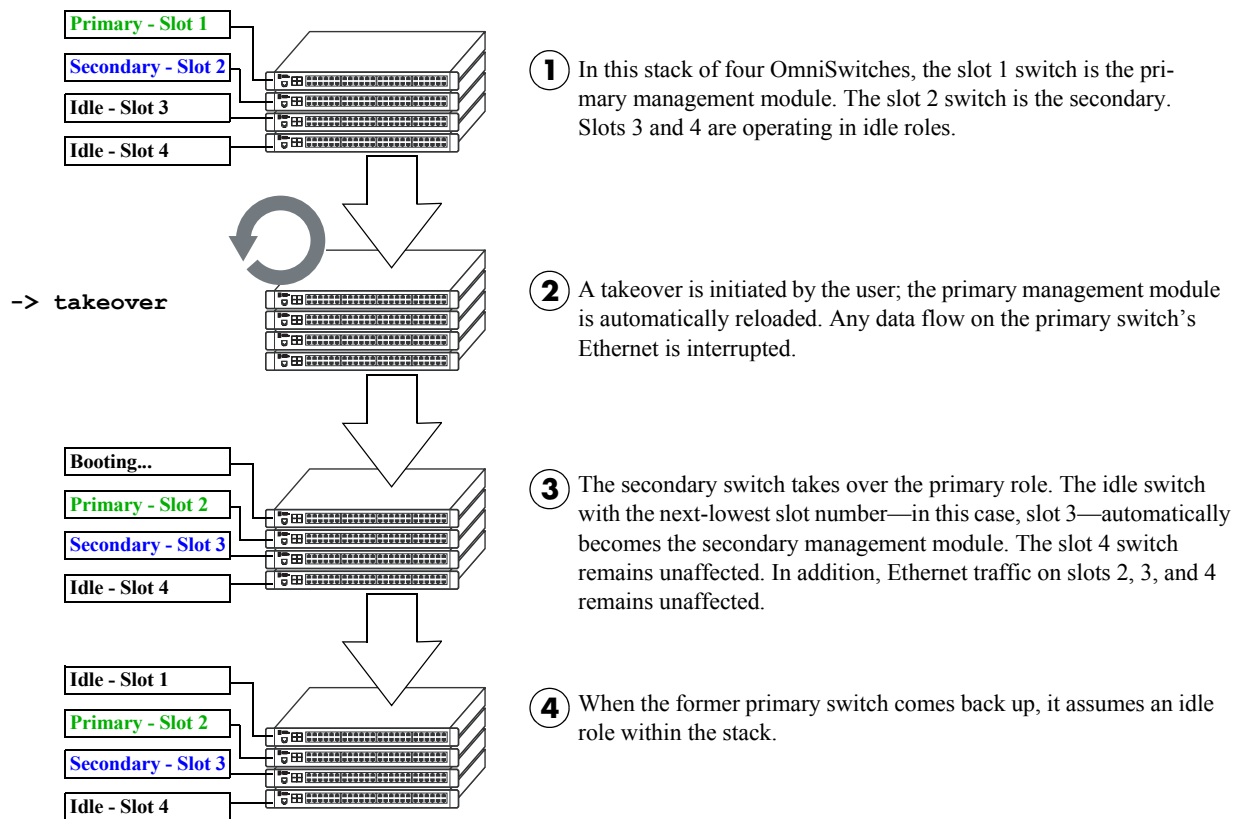 Primary - Slot 1
Secondary - Slot 2
Idle - Slot 3
Idle - Slot 4
1 In this stack of four OmniSwitches, the slot 1 switch is the pri-
mary management module. The slot 2 switch is the secondary.
Slots 3 and 4 are operating in idle roles.
-> takeover
2 A takeover is initiated by the user; the primary management module
is automatically reloaded. Any data flow on the primary switch’s
Ethernet is interrupted.
Booting...
Primary - Slot 2
Secondary - Slot 3
Idle - Slot 4
3 The secondary switch takes over the primary role. The idle switch
with the next-lowest slot number—in this case, slot 3—automatically
becomes the secondary management module. The slot 4 switch
remains unaffected. In addition, Ethernet traffic on slots 2, 3, and 4
remains unaffected.
Idle - Slot 1
Primary - Slot 2
Secondary - Slot 3
Idle - Slot 4
4 When the former primary switch comes back up, it assumes an idle
role within the stack.